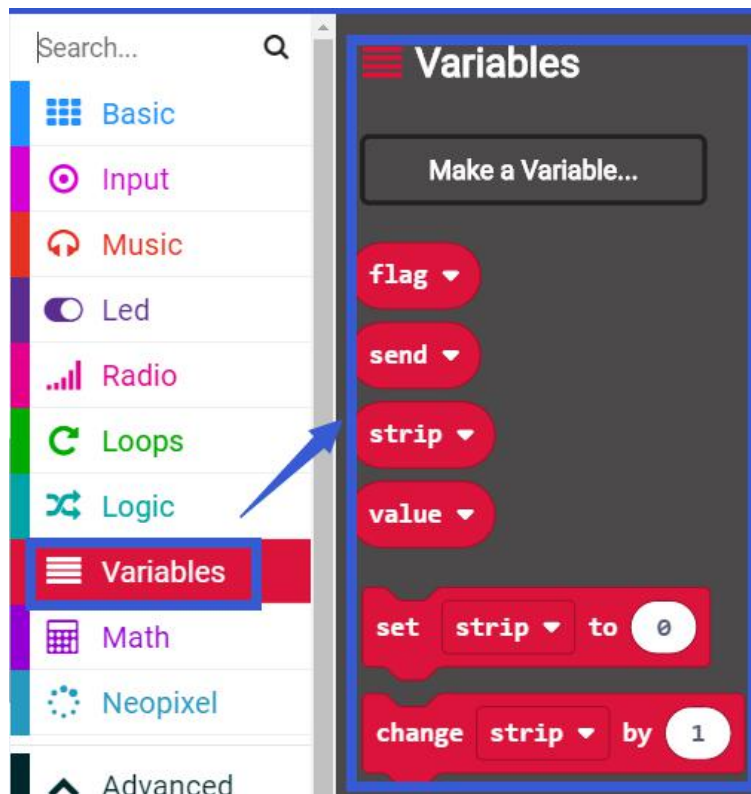 Search...
Basic
Input
Music
Led
Radio
Loops
Logic
Variables
Math
Neopixel
Advanced
Variables
Make a Variable...
flag
send
strip
value
set strip to 0
change strip by 1